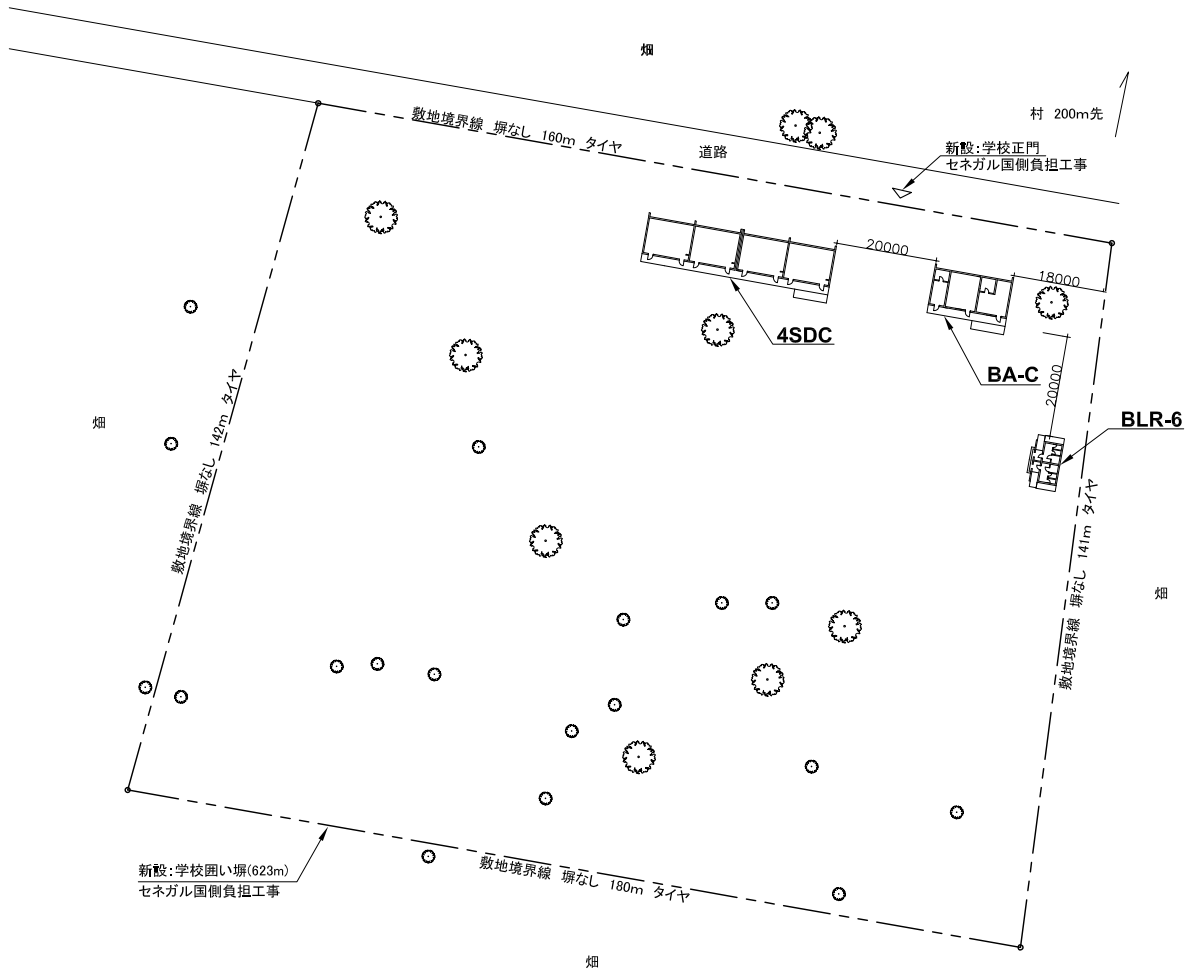 畑
村 200m先
敷地境界線 塀なし 160m タイヤ
道路
新設:学校正門
セネガル国側負担工事
20000
18000
4SDC
BA-C
20000
BLR-6
敷地境界線 塀なし 142m タイヤ
畑
敷地境界線 塀なし 141m タイヤ
畑
新設:学校囲い塀(623m)
セネガル国側負担工事
敷地境界線 塀なし 180m タイヤ
畑